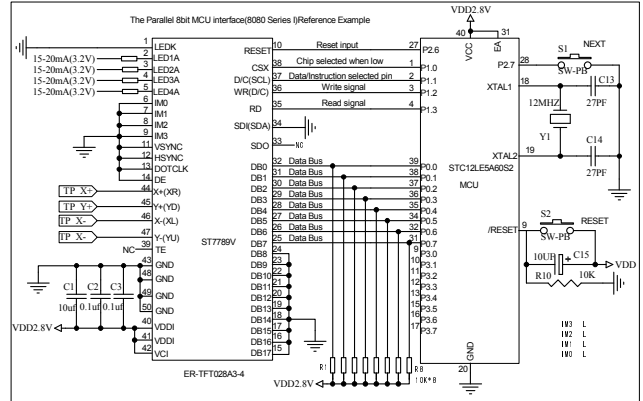 The Parallel 8bit MCU interface(8080 Series I)Reference Example
VDD2.8V
1 LEDK
15-20mA(3.2V) 2 LED1A
15-20mA(3.2V) 3 LED2A
15-20mA(3.2V) 4 LED3A
15-20mA(3.2V) 5 LED4A
6 IM0
7 IM1
8 IM2
9 IM3
11 VSYNC
12 HSYNC
13 DOTCLK
14 DE
TP X+ 44 X+(XR)
TP Y+ 45 Y+(YD)
TP X- 46 X-(XL)
TP X- 47 Y-(YU)
NC 39 TE
43 GND
48 GND
49 GND
50 GND
C1 C2 C3
10uf 0.1uf 0.1uf
VDD2.8V
40 VDDI
41 VDDI
42 VCI
ST7789V
ER-TFT028A3-4
RESET 10 Reset input 27 P2.6
CSX 38 Chip selected when low 1 P1.0
D/C(SCL) 37 Data/Instruction selected pin 2 P1.1
WR(D/C) 36 Write signal 3 P1.2
RD 35 Read signal 4 P1.3
SDI(SDA) 34
SDO 33 NC
DB0 32 Data Bus 39 P0.0
DB1 31 Data Bus 38 P0.1
DB2 30 Data Bus 37 P0.2
DB3 29 Data Bus 36 P0.3
DB4 28 Data Bus 35 P0.4
DB5 27 Data Bus 34 P0.5
DB6 26 Data Bus 32 P0.6
DB7 25 Data Bus 31 P0.7
DB8 24
DB9 23
DB10 22
DB11 21
DB12 20
DB13 19
DB14 18
DB15 17
DB16 16
DB17 15
9 P3.0
10 P3.1
11 P3.2
12 P3.3
13 P3.4
15 P3.5
16 P3.6
17 P3.7
R1 R8
10K*8
VDD2.8V
40 31
VCC EA
P2.7 28
S1 NEXT
SW-PB
XTAL1 18
C13
27PF
12MHZ
Y1
XTAL2 19
C14
27PF
STC12LE5A60S2
MCU
/RESET 9
S2 RESET
SW-PB
10UF C15
VDD
R10 10K
GND
20
IM3 L
IM2 L
IM1 L
IM0 L